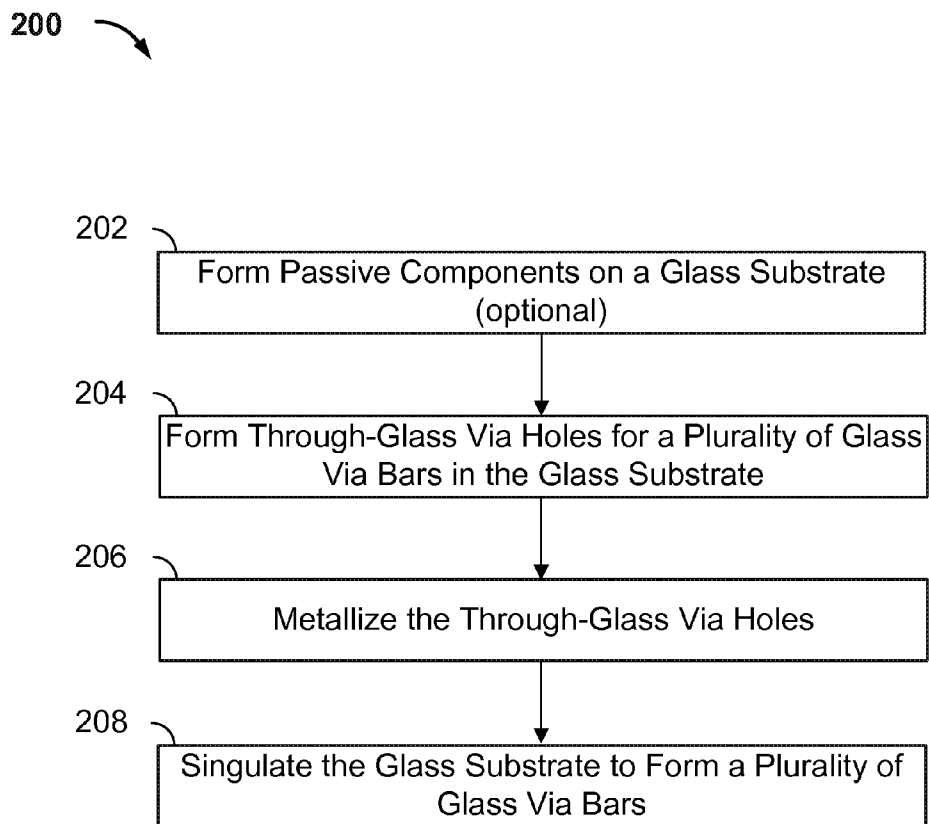 200
202
Form Passive Components on a Glass Substrate
(optional)
204
Form Through-Glass Via Holes for a Plurality of Glass
Via Bars in the Glass Substrate
206
Metallize the Through-Glass Via Holes
208
Singulate the Glass Substrate to Form a Plurality of
Glass Via Bars